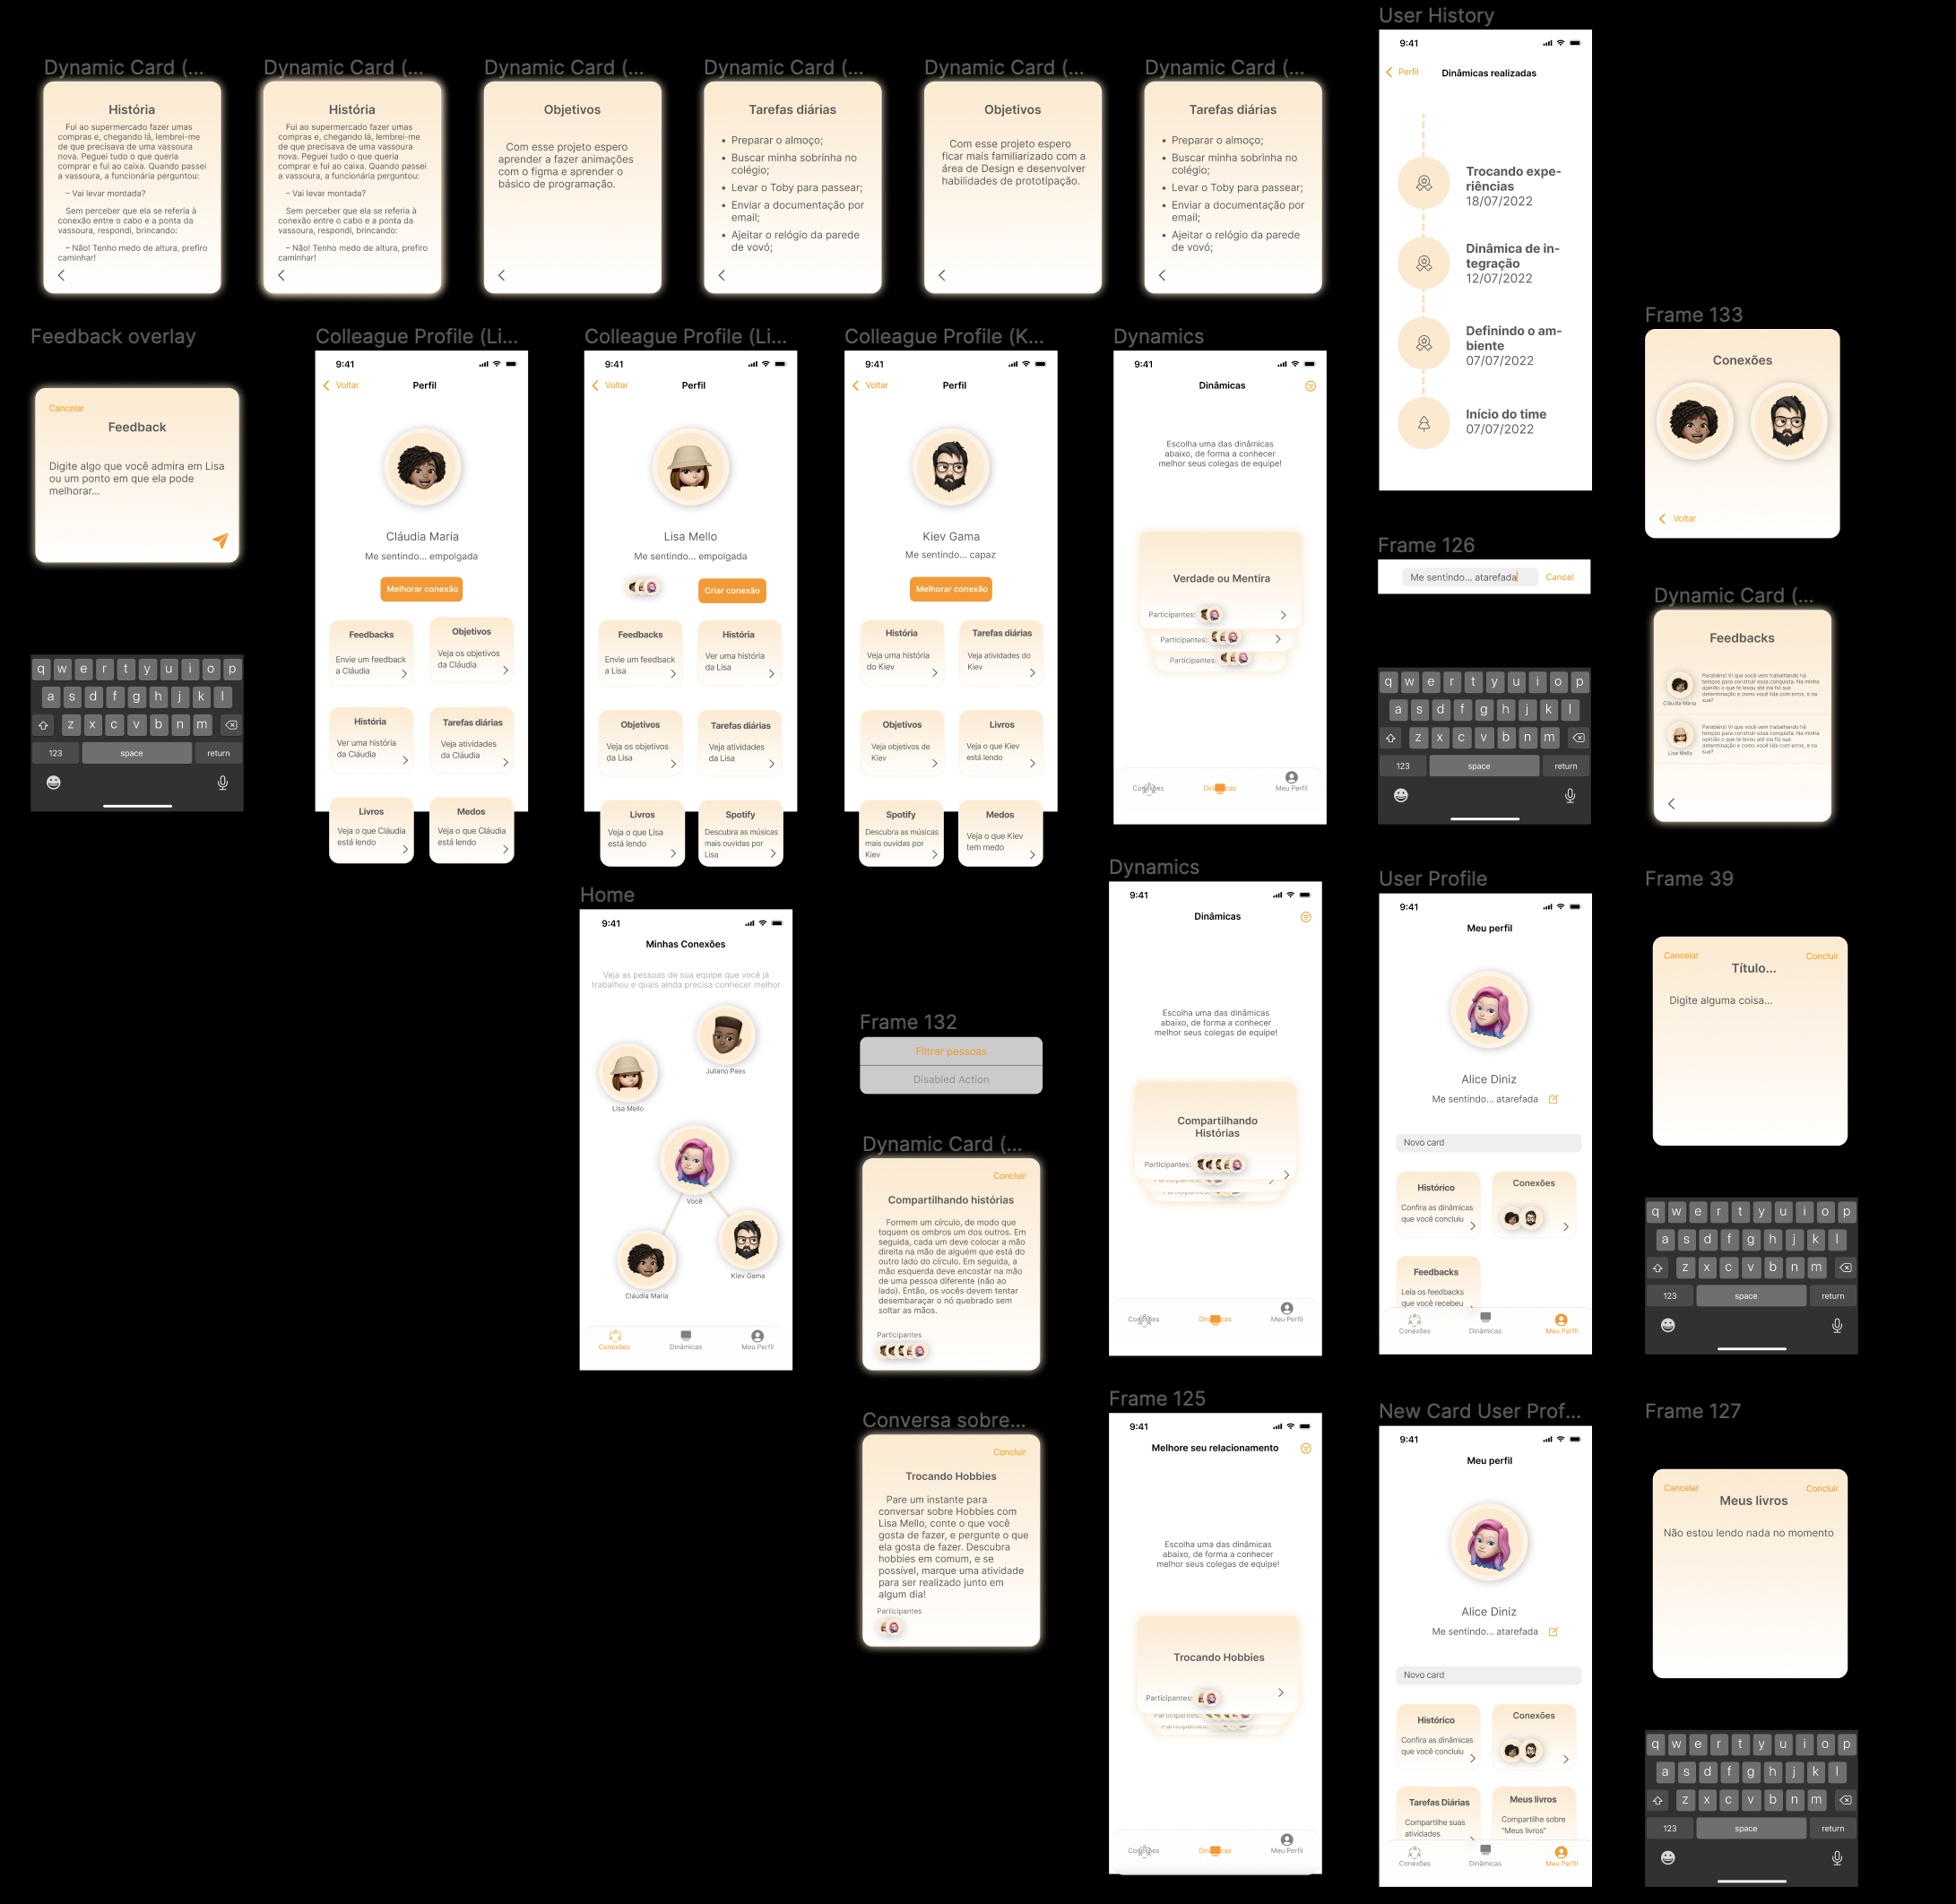 User History
9:41
Perfil
Dinâmicas realizadas
Trocando expe-
riências
18/07/2022
Dinâmica de in-
tegração
12/07/2022
Definindo o am-
biente
07/07/2022
Início do time
07/07/2022
Dynamic Card (...
História
Fui ao supermercado fazer umas
compras e, chegando lá, lembrei-me
de que precisava de uma vassoura
nova. Peguei tudo o que queria
comprar e fui ao caixa. Quando passei
a vassoura, a funcionária perguntou:
– Vai levar montada?
Sem perceber que ela se referia à
conexão entre o cabo e a ponta da
vassoura, respondi, brincando:
– Não! Tenho medo de altura, prefiro
caminhar!
Dynamic Card (...
História
Fui ao supermercado fazer umas
compras e, chegando lá, lembrei-me
de que precisava de uma vassoura
nova. Peguei tudo o que queria
comprar e fui ao caixa. Quando passei
a vassoura, a funcionária perguntou:
– Vai levar montada?
Sem perceber que ela se referia à
conexão entre o cabo e a ponta da
vassoura, respondi, brincando:
– Não! Tenho medo de altura, prefiro
caminhar!
Dynamic Card (...
Objetivos
Com esse projeto espero
aprender a fazer animações
com o figma e aprender o
básico de programação.
Dynamic Card (...
Tarefas diárias
• Preparar o almoço;
• Buscar minha sobrinha no
colégio;
• Levar o Toby para passear;
• Enviar a documentação por
email;
• Ajeitar o relógio da parede
de vovó;
Dynamic Card (...
Objetivos
Com esse projeto espero
ficar mais familiarizado com a
área de Design e desenvolver
habilidades de prototipação.
Dynamic Card (...
Tarefas diárias
• Preparar o almoço;
• Buscar minha sobrinha no
colégio;
• Levar o Toby para passear;
• Enviar a documentação por
email;
• Ajeitar o relógio da parede
de vovó;
Feedback overlay
Cancelar
Feedback
Digite algo que você admira em Lisa
ou um ponto em que ela pode
melhorar...
q w e r t y u i o p
a s d f g h j k l
z x c v b n m
123 space return
Colleague Profile (Li...
9:41
Voltar
Perfil
Cláudia Maria
Me sentindo... empolgada
Melhorar conexão
Feedbacks
Envie um feedback
a Cláudia
Objetivos
Veja os objetivos
da Cláudia
História
Ver uma história
da Cláudia
Tarefas diárias
Veja atividades
da Cláudia
Livros
Veja o que Cláudia
está lendo
Medos
Veja o que Cláudia
está lendo
Colleague Profile (Li...
9:41
Voltar
Perfil
Lisa Mello
Me sentindo... empolgada
Criar conexão
Feedbacks
Envie um feedback
a Lisa
História
Ver uma história
da Lisa
Objetivos
Veja os objetivos
da Lisa
Tarefas diárias
Veja atividades
da Lisa
Livros
Veja o que Lisa
está lendo
Spotify
Descubra as músicas
mais ouvidas por
Lisa
Colleague Profile (K...
9:41
Voltar
Perfil
Kiev Gama
Me sentindo... capaz
Melhorar conexão
História
Veja uma história
do Kiev
Tarefas diárias
Veja atividades do
Kiev
Objetivos
Veja objetivos de
Kiev
Livros
Veja o que Kiev
está lendo
Spotify
Descubra as músicas
mais ouvidas por
Kiev
Medos
Veja o que Kiev
tem medo
Dynamics
9:41
Dinâmicas
Escolha uma das dinâmicas
abaixo, de forma a conhecer
melhor seus colegas de equipe!
Verdade ou Mentira
Participantes:
Participantes:
Participantes:
Conexões
Dinâmicas
Meu Perfil
Frame 133
Conexões
Voltar
Frame 126
Me sentindo... atarefada
Cancel
q w e r t y u i o p
a s d f g h j k l
z x c v b n m
123 space return
Dynamic Card (...
Feedbacks
Parabéns! Vi que você vem trabalhando há
tempos para construir essa conquista. Na minha
opinião o que te levou até ela foi sua
determinação e como você lida com erros, e na
sua?
Cláudia Maria
Parabéns! Vi que você vem trabalhando há
tempos para construir essa conquista. Na minha
opinião o que te levou até ela foi sua
determinação e como você lida com erros, e na
sua?
Lisa Mello
Home
9:41
Minhas Conexões
Veja as pessoas de sua equipe que você já
trabalhou e quais ainda precisa conhecer melhor
Juliano Paes
Lisa Mello
Você
Kiev Gama
Cláudia Maria
Conexões
Dinâmicas
Meu Perfil
Frame 132
Filtrar pessoas
Disabled Action
Dynamic Card (...
Concluir
Compartilhando histórias
Formem um círculo, de modo que
toquem os ombros um dos outros. Em
seguida, cada um deve colocar a mão
direita na mão de alguém que está do
outro lado do círculo. Em seguida, a
mão esquerda deve encostar na mão
de uma pessoa diferente (não ao
lado). Então, os vocês devem tentar
desembaraçar o nó quebrado sem
soltar as mãos.
Participantes
Conversa sobre...
Concluir
Trocando Hobbies
Pare um instante para
conversar sobre Hobbies com
Lisa Mello, conte o que você
gosta de fazer, e pergunte o que
ela gosta de fazer. Descubra
hobbies em comum, e se
possível, marque uma atividade
para ser realizado junto em
algum dia!
Participantes
Dynamics
9:41
Dinâmicas
Escolha uma das dinâmicas
abaixo, de forma a conhecer
melhor seus colegas de equipe!
Compartilhando
Histórias
Participantes:
Conexões
Dinâmicas
Meu Perfil
Frame 125
9:41
Melhore seu relacionamento
Escolha uma das dinâmicas
abaixo, de forma a conhecer
melhor seus colegas de equipe!
Trocando Hobbies
Participantes:
Participantes:
Participantes:
Conexões
Dinâmicas
Meu Perfil
User Profile
9:41
Meu perfil
Alice Diniz
Me sentindo... atarefada
Novo card
Histórico
Confira as dinâmicas
que você concluiu
Conexões
Feedbacks
Leia os feedbacks
que você recebeu
Conexões
Dinâmicas
Meu Perfil
New Card User Prof...
9:41
Meu perfil
Alice Diniz
Me sentindo... atarefada
Novo card
Histórico
Confira as dinâmicas
que você concluiu
Conexões
Tarefas Diárias
Compartilhe suas
atividades
Meus livros
Compartilhe sobre
"Meus livros"
Conexões
Dinâmicas
Meu Perfil
Frame 39
Cancelar
Concluir
Título...
Digite alguma coisa...
q w e r t y u i o p
a s d f g h j k l
z x c v b n m
123 space return
Frame 127
Cancelar
Concluir
Meus livros
Não estou lendo nada no momento
q w e r t y u i o p
a s d f g h j k l
z x c v b n m
123 space return